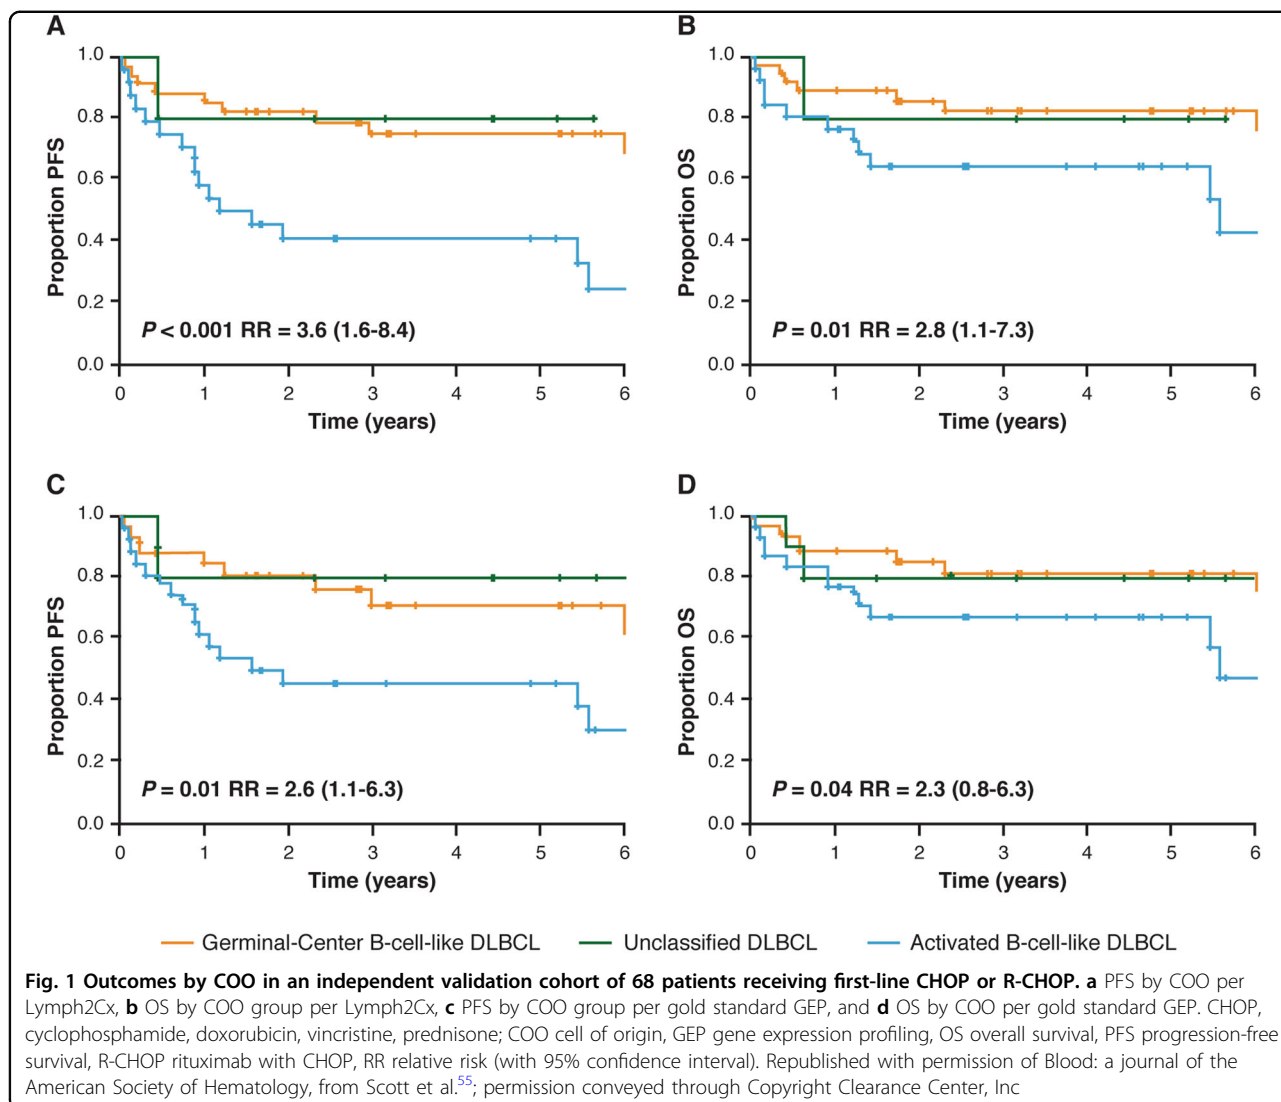 A
Proportion PFS
1.0
0.8
0.6
0.4
0.2
0.0
P < 0.001 RR = 3.6 (1.6-8.4)
0 1 2 3 4 5 6
Time (years)
B
Proportion OS
1.0
0.8
0.6
0.4
0.2
0.0
P = 0.01 RR = 2.8 (1.1-7.3)
0 1 2 3 4 5 6
Time (years)
C
Proportion PFS
1.0
0.8
0.6
0.4
0.2
0.0
P = 0.01 RR = 2.6 (1.1-6.3)
0 1 2 3 4 5 6
Time (years)
D
Proportion OS
1.0
0.8
0.6
0.4
0.2
0.0
P = 0.04 RR = 2.3 (0.8-6.3)
0 1 2 3 4 5 6
Time (years)
Germinal-Center B-cell-like DLBCL Unclassified DLBCL Activated B-cell-like DLBCL
Fig. 1 Outcomes by COO in an independent validation cohort of 68 patients receiving first-line CHOP or R-CHOP. a PFS by COO per
Lymph2Cx, b OS by COO group per Lymph2Cx, c PFS by COO group per gold standard GEP, and d OS by COO per gold standard GEP. CHOP,
cyclophosphamide, doxorubicin, vincristine, prednisone; COO cell of origin, GEP gene expression profiling, OS overall survival, PFS progression-free
survival, R-CHOP rituximab with CHOP, RR relative risk (with 95% confidence interval). Republished with permission of Blood: a journal of the
American Society of Hematology, from Scott et al.55; permission conveyed through Copyright Clearance Center, Inc